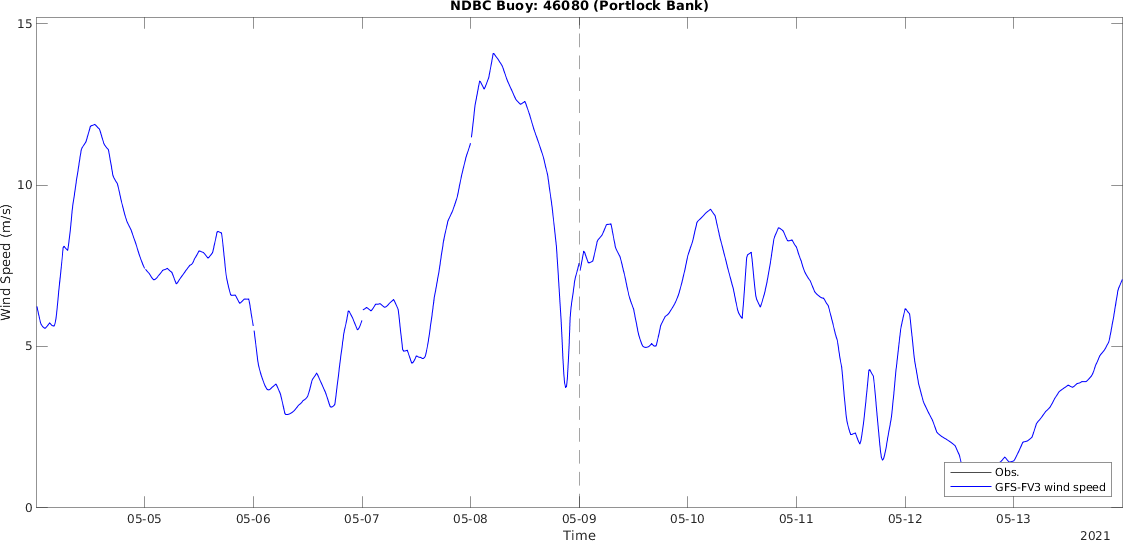 NDBC Buoy: 46080 (Portlock Bank)
15
10
5
0
Wind Speed (m/s)
05-05 05-06 05-07 05-08 05-09 05-10 05-11 05-12 05-13
Time
2021
Obs.
GFS-FV3 wind speed